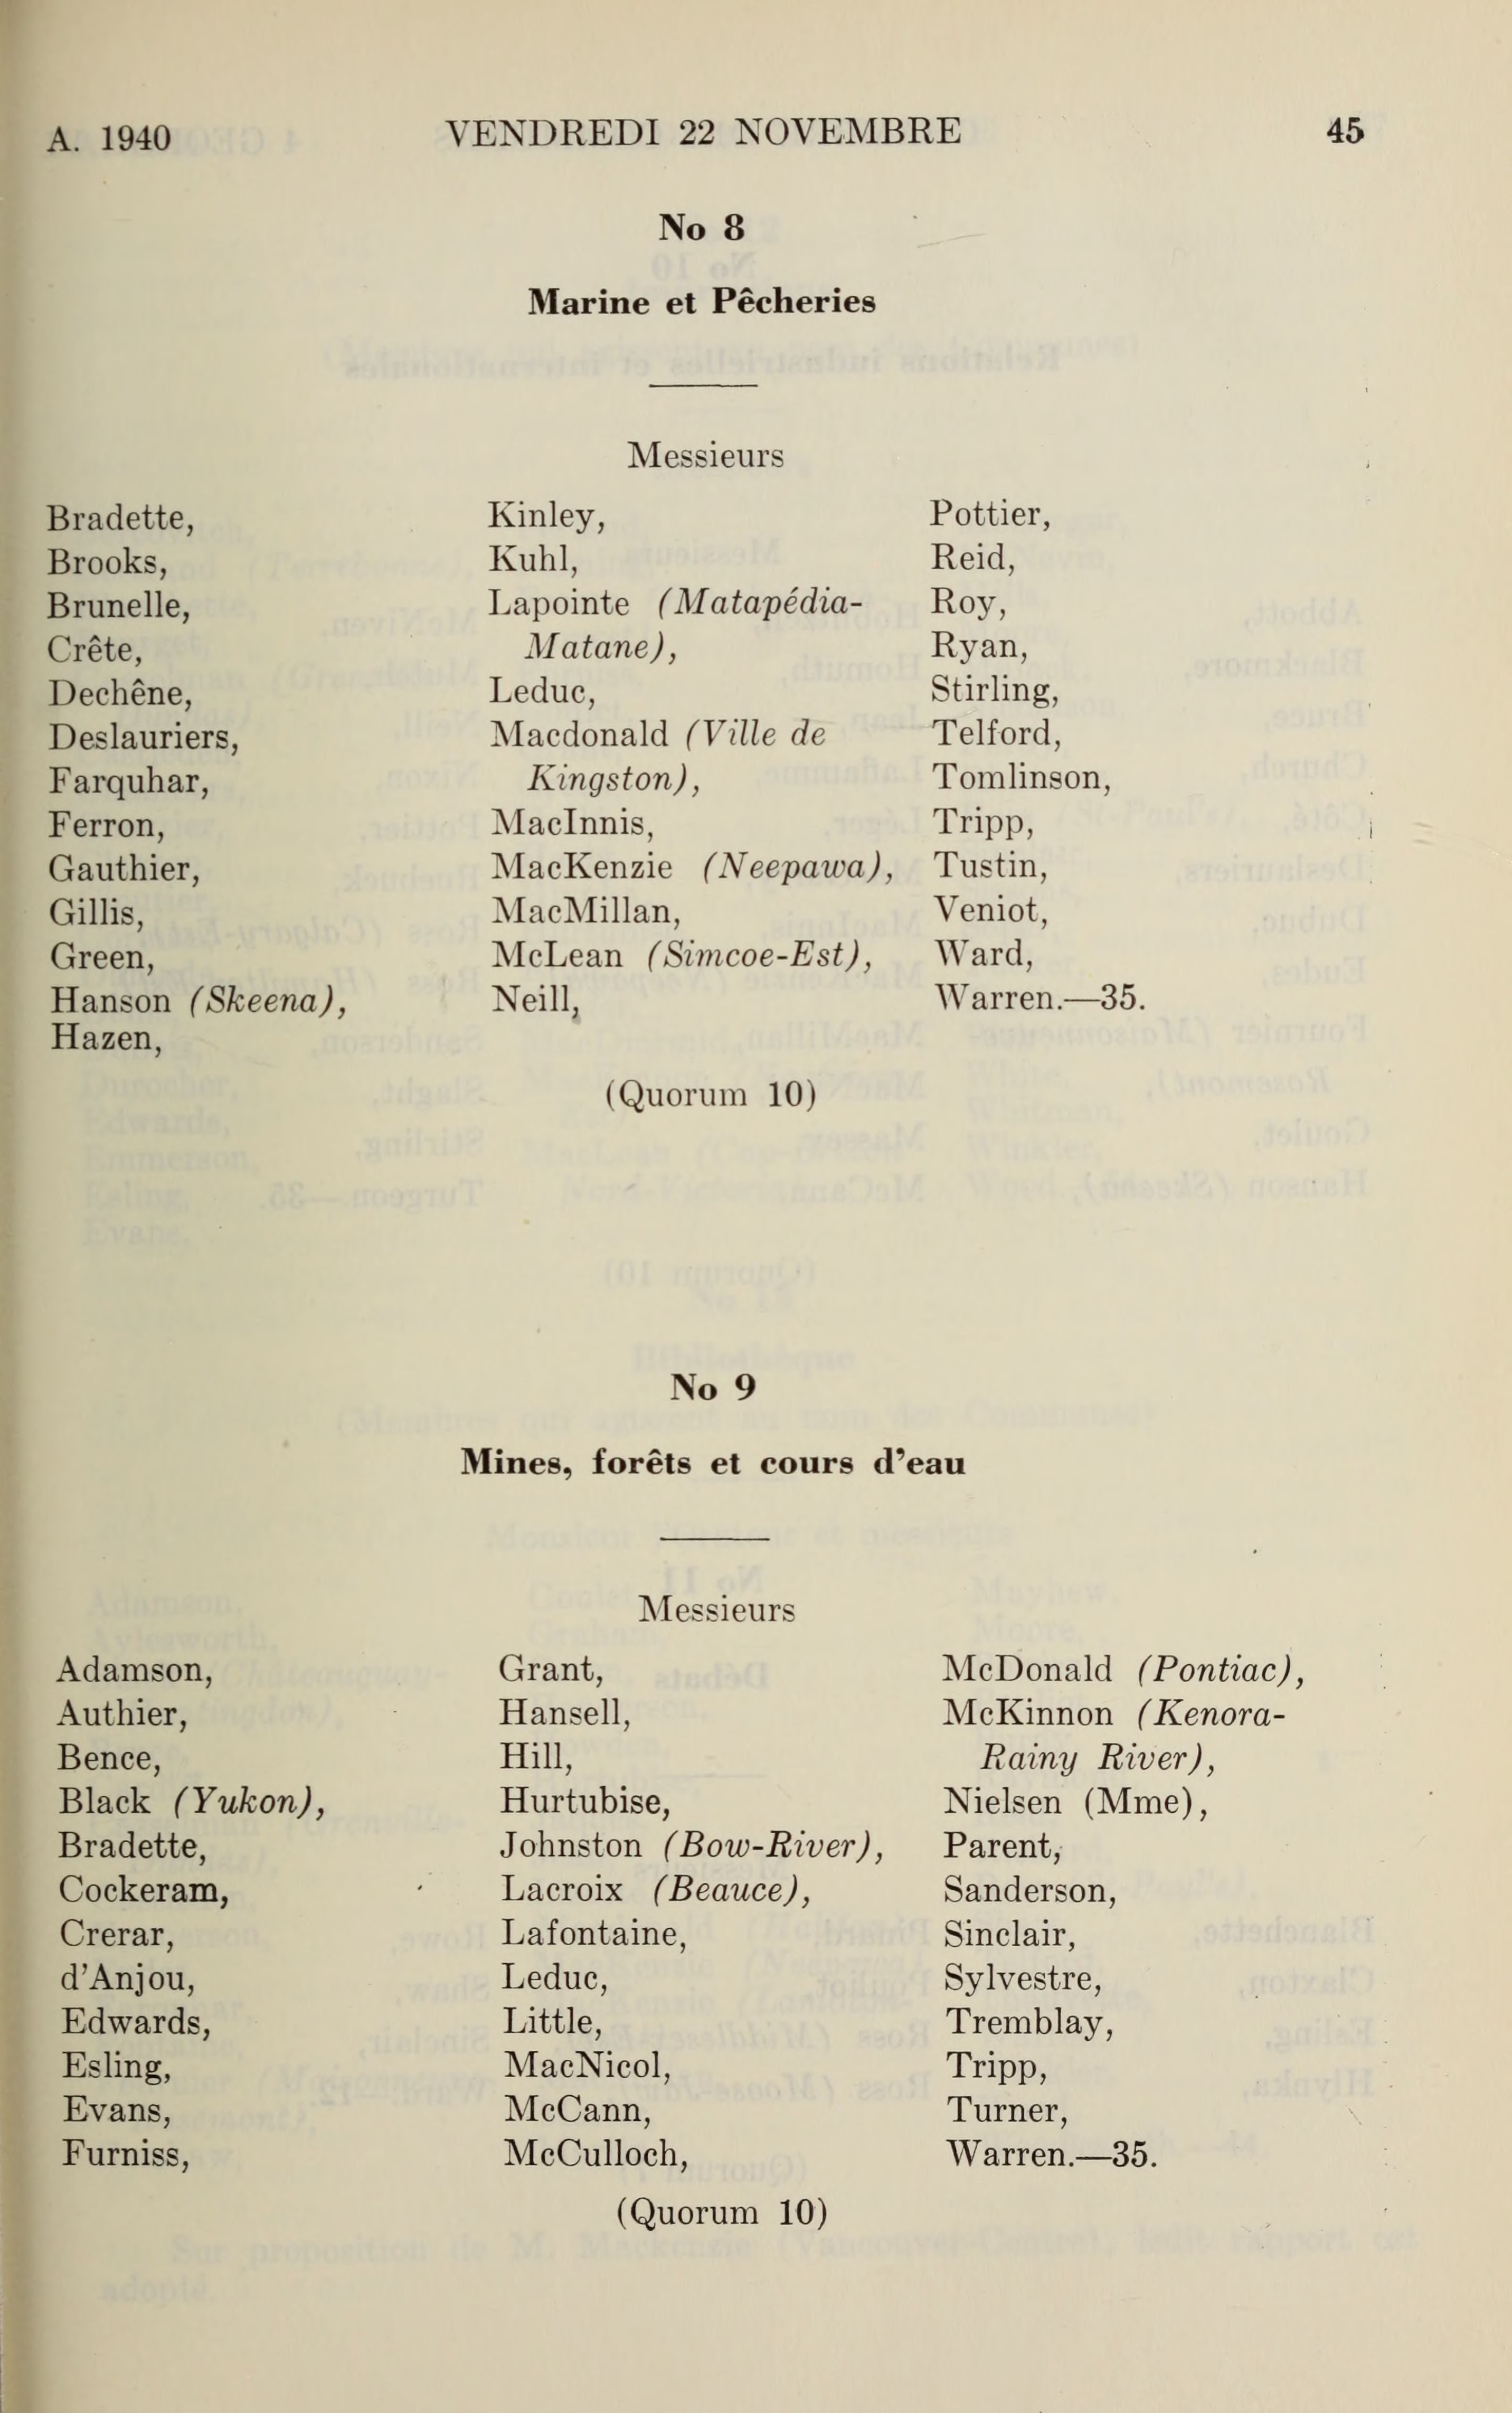 A. 1940 VENDREDI 22 NOVEMBRE 45
No 8
Marine et Pêcheries
Messieurs
Bradette,
Brooks,
Brunelle,
Crête,
Dechêne,
Deslauriers,
Farquhar,
Ferron,
Gauthier,
Gillis,
Green,
Hanson (Skeena),
Hazen,
Kinley,
Kuhl,
Lapointe (Matapédia-
Matane),
Leduc,
Macdonald (Ville de
Kingston),
MacInnis,
MacKenzie (Neepawa),
MacMillan,
McLean (Simcoe-Est),
Neill,
Pottier,
Reid,
Roy,
Ryan,
Stirling,
Telford,
Tomlinson,
Tripp,
Tustin,
Veniot,
Ward,
Warren.—35.
(Quorum 10)
No 9
Mines, forêts et cours d'eau
Messieurs
Adamson,
Authier,
Bence,
Black (Yukon),
Bradette,
Cockeram,
Crerar,
d'Anjou,
Edwards,
Esling,
Evans,
Furniss,
Grant,
Hansell,
Hill,
Hurtubise,
Johnston (Bow-River),
Lacroix (Beauce),
Lafontaine,
Leduc,
Little,
MacNicol,
McCann,
McCulloch,
McDonald (Pontiac),
McKinnon (Kenora-
Rainy River),
Nielsen (Mme),
Parent,
Sanderson,
Sinclair,
Sylvestre,
Tremblay,
Tripp,
Turner,
Warren.—35.
(Quorum 10)